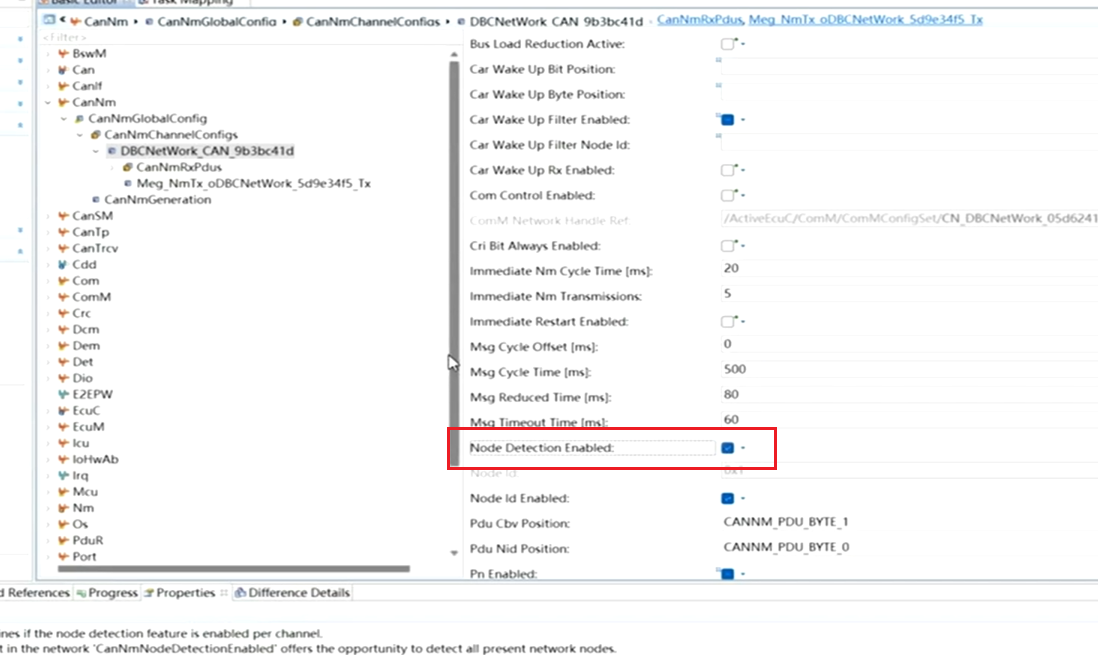 Basic Editor Task Mapping
CanNm CanNmGlobalConfig CanNmChannelConfigs DBCNetWork_CAN_9b3bc41d - CanNmRxPdus, Meg_NmTx_oDBCNetWork_5d9e34f5_Tx
<Filter>
BswM
Can
CanIf
CanNm
CanNmGlobalConfig
CanNmChannelConfigs
DBCNetWork_CAN_9b3bc41d
CanNmRxPdus
Meg_NmTx_oDBCNetWork_5d9e34f5_Tx
CanNmGeneration
CanSM
CanTp
CanTrcv
Cdd
Com
ComM
Crc
Dcm
Dem
Det
Dio
E2EPW
EcuC
EcuM
Icu
IoHwAb
Irq
Mcu
Nm
Os
PduR
Port
Bus Load Reduction Active:
Car Wake Up Bit Position:
Car Wake Up Byte Position:
Car Wake Up Filter Enabled:
Car Wake Up Filter Node Id:
Car Wake Up Rx Enabled:
Com Control Enabled:
ComM Network Handle Ref /ActiveEcuC/ComM/ComMConfigSet/CN_DBCNetWork_05d6241
Cri Bit Always Enabled:
Immediate Nm Cycle Time [ms]: 20
Immediate Nm Transmissions: 5
Immediate Restart Enabled:
Msg Cycle Offset [ms]: 0
Msg Cycle Time [ms]: 500
Msg Reduced Time [ms]: 80
Msg Timeout Time [ms]: 60
Node Detection Enabled:
Node Id:
Node Id Enabled:
Pdu Cbv Position: CANNM_PDU_BYTE_1
Pdu Nid Position: CANNM_PDU_BYTE_0
Pn Enabled:
d References Progress Properties Difference Details
nes if the node detection feature is enabled per channel.
t in the network 'CanNmNodeDetectionEnabled' offers the opportunity to detect all present network nodes.